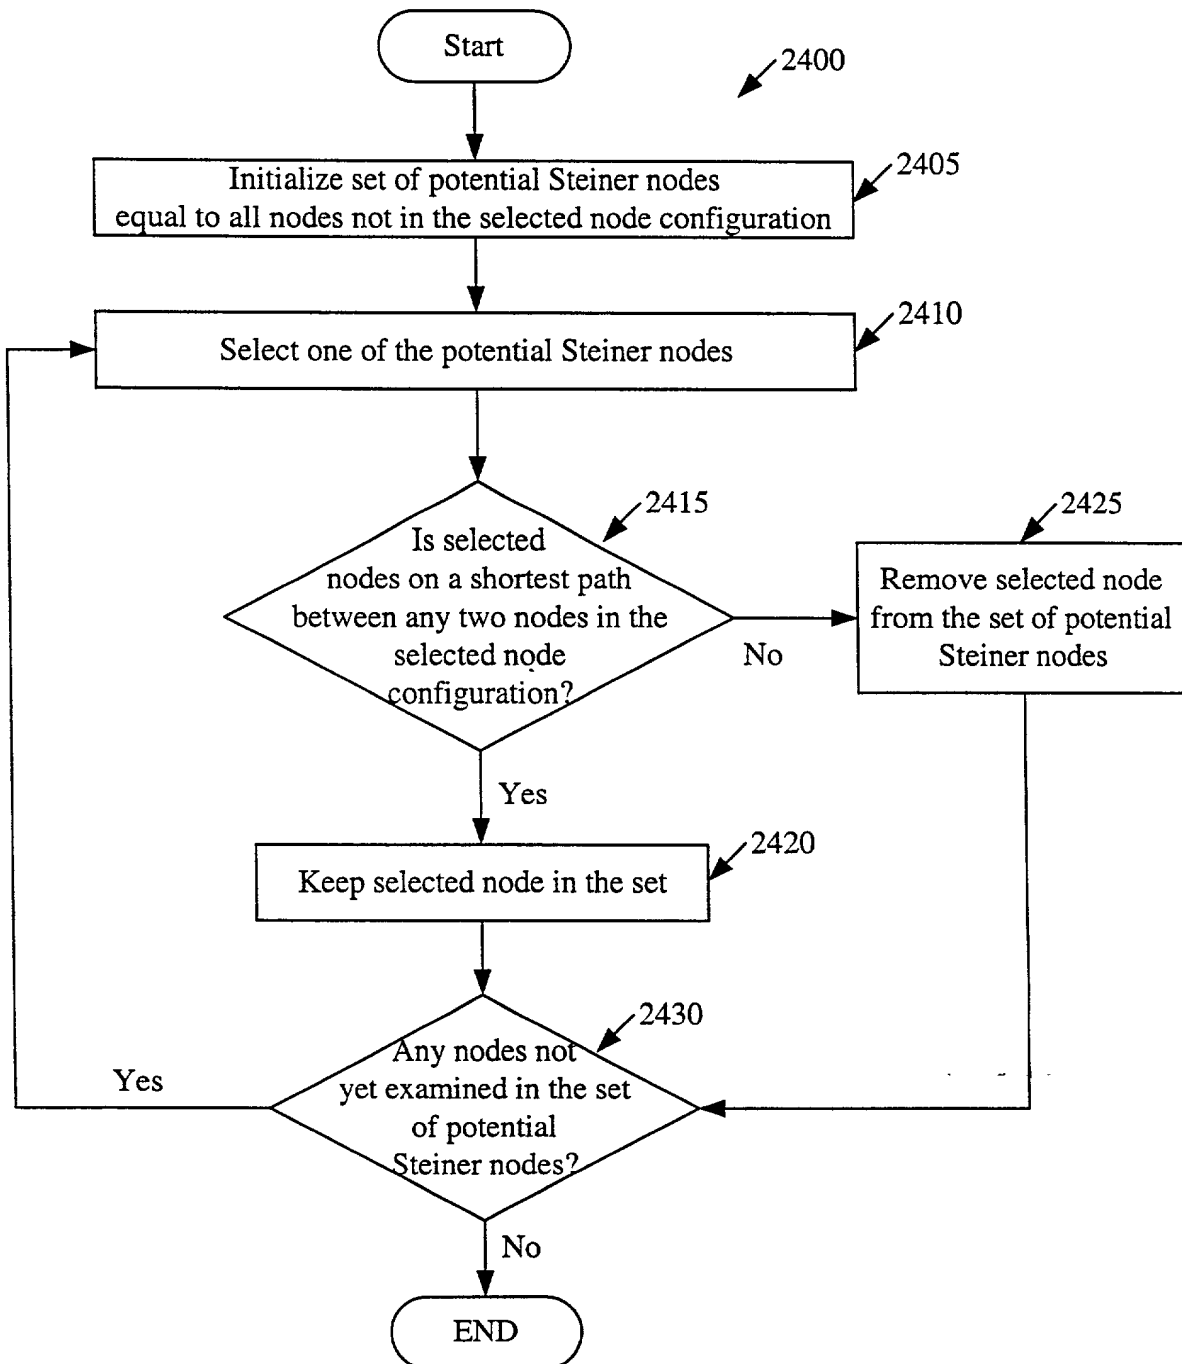 Start
2400
Initialize set of potential Steiner nodes
equal to all nodes not in the selected node configuration
2405
Select one of the potential Steiner nodes
2410
Is selected
nodes on a shortest path
between any two nodes in the
selected node
configuration?
2415
No
2425
Remove selected node
from the set of potential
Steiner nodes
Yes
Keep selected node in the set
2420
Any nodes not
yet examined in the set
of potential
Steiner nodes?
2430
Yes
No
END